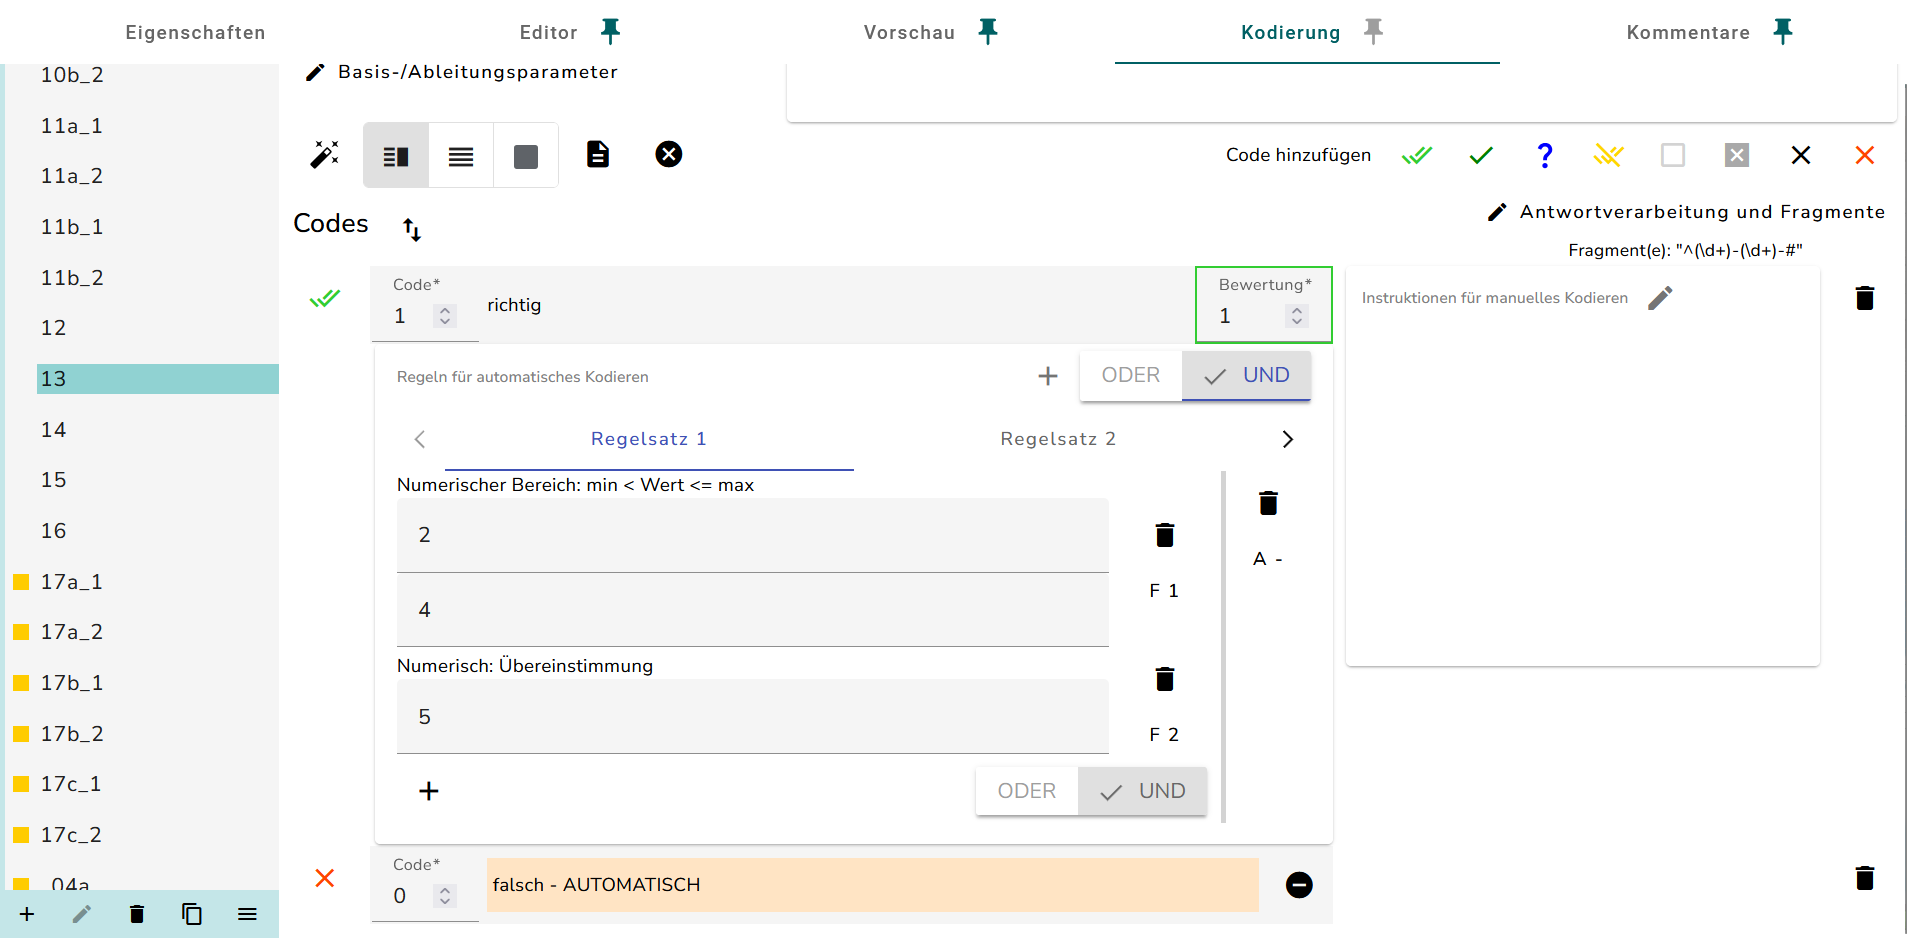 Eigenschaften
Editor
Vorschau
Kodierung
Kommentare
10b_2
11a_1
11a_2
11b_1
11b_2
12
13
14
15
16
17a_1
17a_2
17b_1
17b_2
17c_1
17c_2
04a
Basis-/Ableitungsparameter
Code hinzufügen
?
Codes
Antwortverarbeitung und Fragmente
Fragment(e): "^(\d+)-(\d+)-#"
Code*
1
richtig
Bewertung*
1
Instruktionen für manuelles Kodieren
Regeln für automatisches Kodieren
ODER
UND
Regelsatz 1
Regelsatz 2
Numerischer Bereich: min < Wert <= max
2
F 1
A -
4
Numerisch: Übereinstimmung
5
F 2
ODER
UND
Code*
0
falsch - AUTOMATISCH